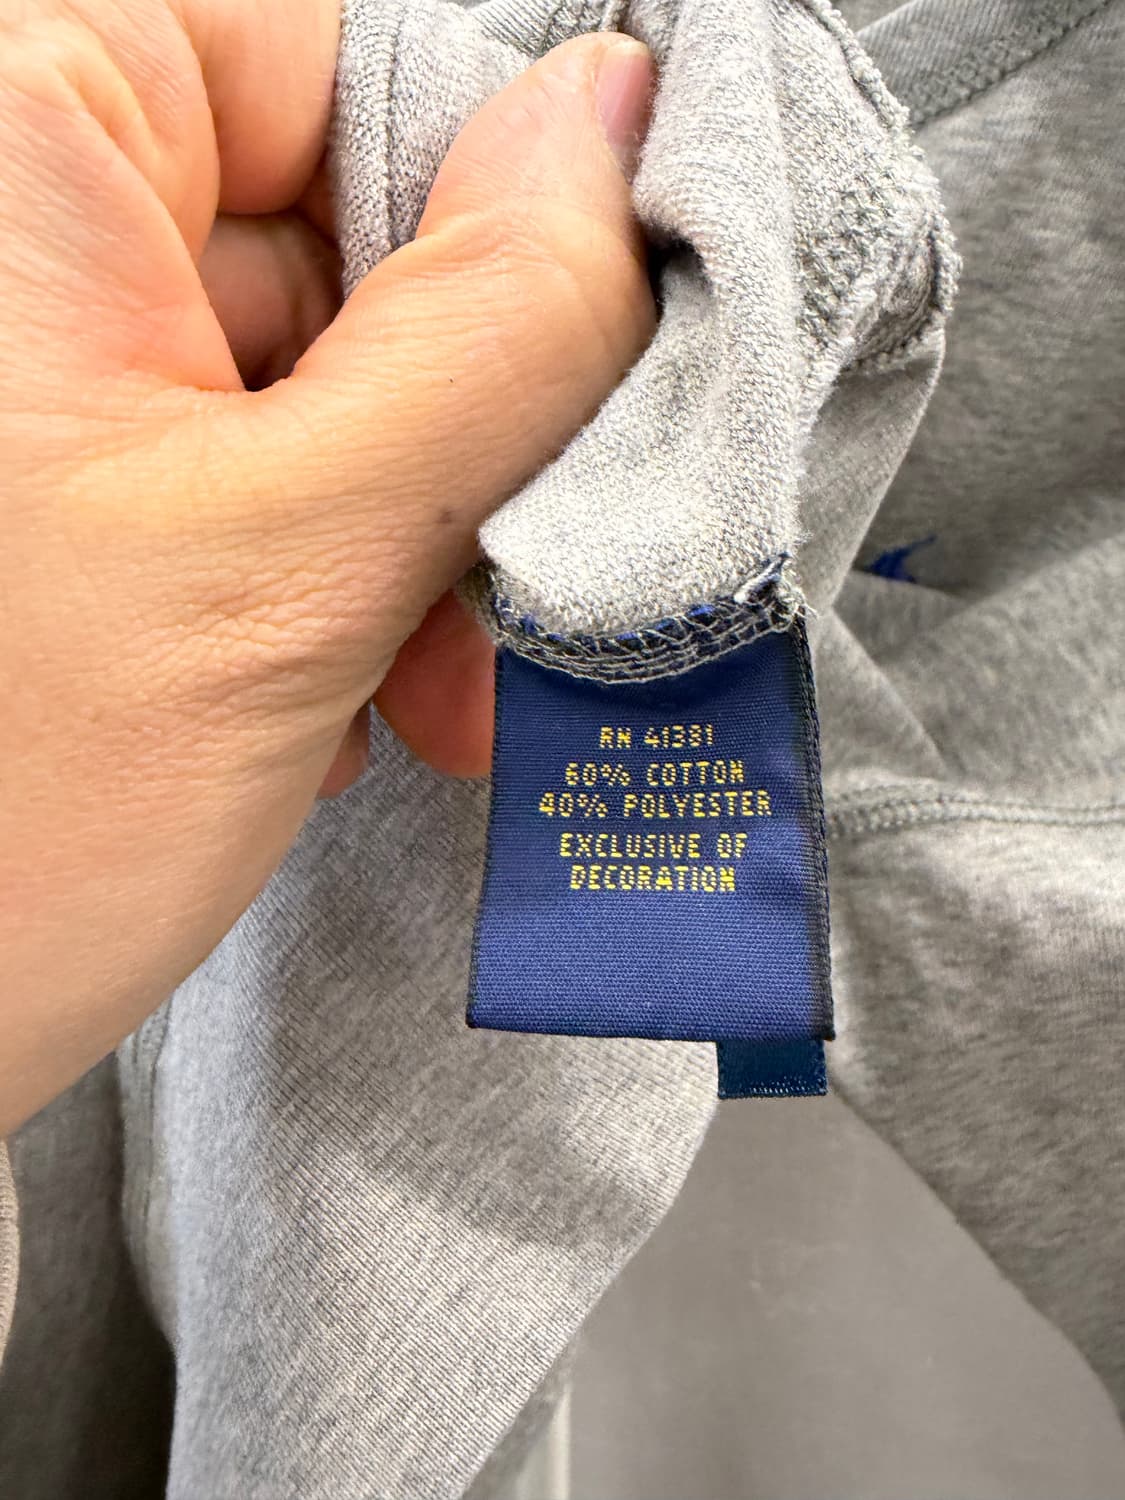 RN 41381
60% COTTON
40% POLYESTER
EXCLUSIVE OF
DECORATION